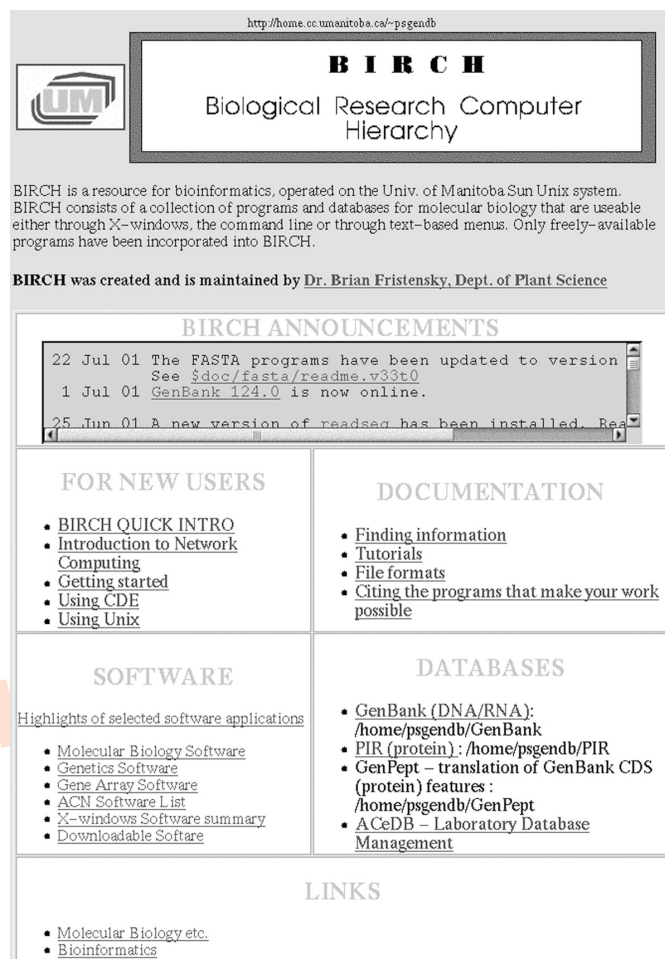 http://home.cc.umanitoba.ca/~psgendb
UM
B I R C H
Biological Research Computer
Hierarchy
BIRCH is a resource for bioinformatics, operated on the Univ. of Manitoba Sun Unix system.
BIRCH consists of a collection of programs and databases for molecular biology that are useable
either through X-windows, the command line or through text-based menus. Only freely-available
programs have been incorporated into BIRCH.
BIRCH was created and is maintained by Dr. Brian Fristensky, Dept. of Plant Science
BIRCH ANNOUNCEMENTS
22 Jul 01 The FASTA programs have been updated to version
See $doc/fasta/readme.v33t0
1 Jul 01 GenBank 124.0 is now online.
25 Jun 01 A new version of readseq has been installed. Rea
FOR NEW USERS
• BIRCH QUICK INTRO
• Introduction to Network
Computing
• Getting started
• Using CDE
• Using Unix
DOCUMENTATION
• Finding information
• Tutorials
• File formats
• Citing the programs that make your work
possible
SOFTWARE
Highlights of selected software applications
• Molecular Biology Software
• Genetics Software
• Gene Array Software
• ACN Software List
• X-windows Software summary
• Downloadable Softare
DATABASES
• GenBank (DNA/RNA):
/home/psgendb/GenBank
• PIR (protein) : /home/psgendb/PIR
• GenPept – translation of GenBank CDS
(protein) features :
/home/psgendb/GenPept
• ACeDB – Laboratory Database
Management
LINKS
• Molecular Biology etc.
• Bioinformatics